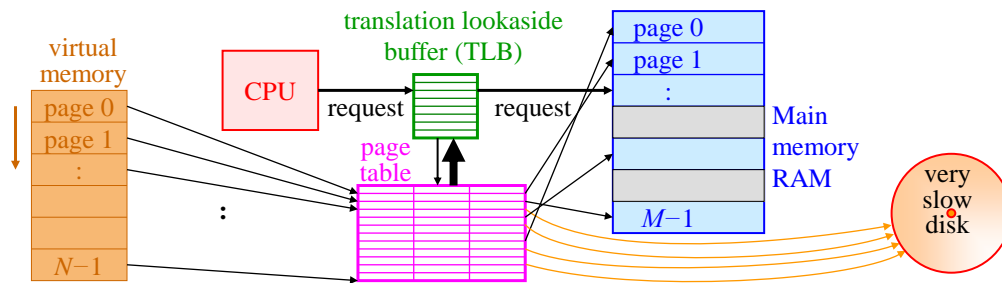 translation lookaside
buffer (TLB)
virtual
memory
page 0
page 1
:
N−1
CPU
request
request
page
table
:
page 0
page 1
:
Main
memory
RAM
M−1
very
slow
disk